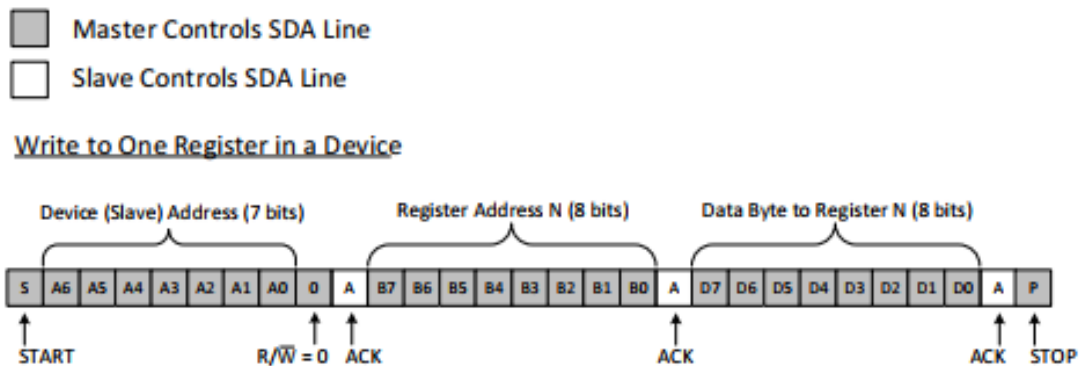 Master Controls SDA Line
Slave Controls SDA Line
Write to One Register in a Device
Device (Slave) Address (7 bits) Register Address N (8 bits) Data Byte to Register N (8 bits)
S A6 A5 A4 A3 A2 A1 A0 0 A B7 B6 B5 B4 B3 B2 B1 B0 A D7 D6 D5 D4 D3 D2 D1 D0 A P
START R/W̅ = 0 ACK ACK ACK STOP